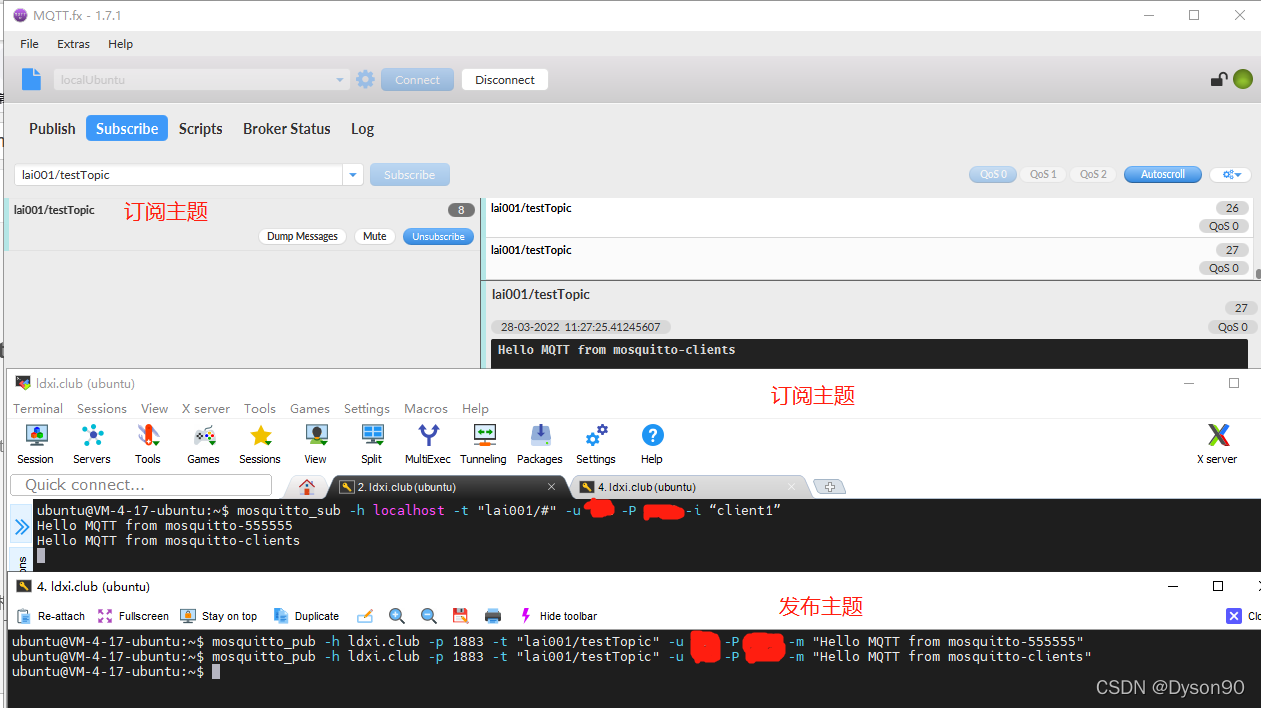 MQTT.fx - 1.7.1
File Extras Help
localUbuntu Connect Disconnect
Publish Subscribe Scripts Broker Status Log
lai001/testTopic Subscribe QoS 0 QoS 1 QoS 2 Autoscroll
lai001/testTopic 订阅主题 8
Dump Messages Mute Unsubscribe
lai001/testTopic 26
QoS 0
lai001/testTopic 27
QoS 0
lai001/testTopic
27
28-03-2022 11:27:25.41245607 QoS 0
Hello MQTT from mosquitto-clients
ldxi.club (ubuntu)
订阅主题
Terminal Sessions View X server Tools Games Settings Macros Help
Session Servers Tools Games Sessions View Split MultiExec Tunneling Packages Settings Help X server
Quick connect... 2. ldxi.club (ubuntu) 4. ldxi.club (ubuntu)
ubuntu@VM-4-17-ubuntu:~$ mosquitto_sub -h localhost -t "lai001/#" -u -P -i “client1”
Hello MQTT from mosquitto-555555
Hello MQTT from mosquitto-clients
4. ldxi.club (ubuntu)
发布主题
Re-attach Fullscreen Stay on top Duplicate Hide toolbar
ubuntu@VM-4-17-ubuntu:~$ mosquitto_pub -h ldxi.club -p 1883 -t "lai001/testTopic" -u -P -m "Hello MQTT from mosquitto-555555"
ubuntu@VM-4-17-ubuntu:~$ mosquitto_pub -h ldxi.club -p 1883 -t "lai001/testTopic" -u -P -m "Hello MQTT from mosquitto-clients"
ubuntu@VM-4-17-ubuntu:~$
CSDN @Dyson90